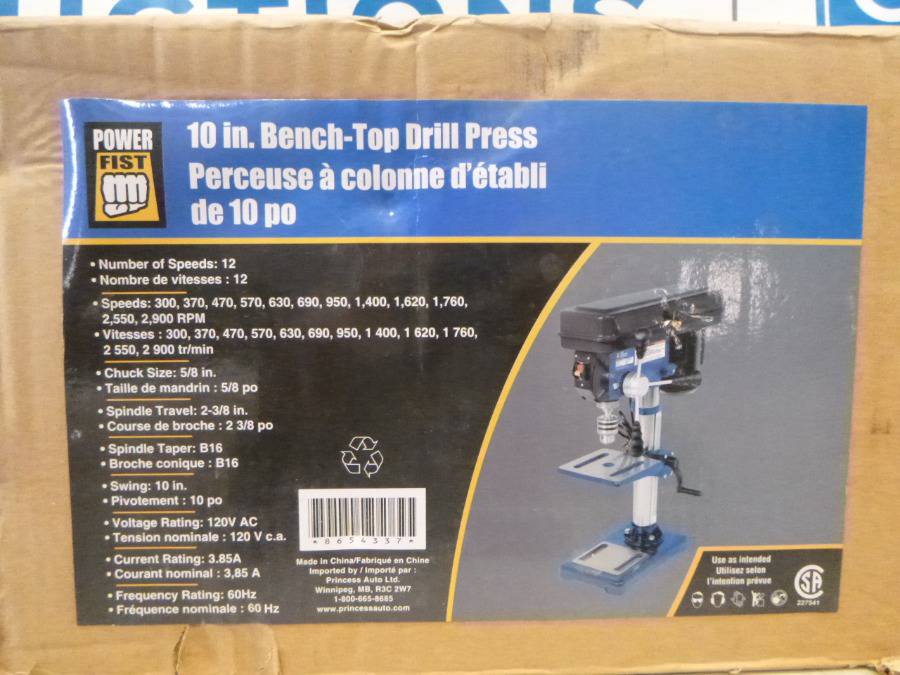 UCTIONS
POWER
FIST
10 in. Bench-Top Drill Press
Perceuse à colonne d'établi
de 10 po
• Number of Speeds: 12
• Nombre de vitesses : 12
• Speeds: 300, 370, 470, 570, 630, 690, 950, 1,400, 1,620, 1,760,
2,550, 2,900 RPM
• Vitesses : 300, 370, 470, 570, 630, 690, 950, 1 400, 1 620, 1 760,
2 550, 2 900 tr/min
• Chuck Size: 5/8 in.
• Taille de mandrin : 5/8 po
• Spindle Travel: 2-3/8 in.
• Course de broche : 2 3/8 po
• Spindle Taper: B16
• Broche conique : B16
• Swing: 10 in.
• Pivotement : 10 po
• Voltage Rating: 120V AC
• Tension nominale : 120 V c.a.
• Current Rating: 3.85A
• Courant nominal : 3,85 A
• Frequency Rating: 60Hz
• Fréquence nominale : 60 Hz
*8654337*
Made in China/Fabriqué en Chine
Imported by / Importé par :
Princess Auto Ltd.
Winnipeg, MB, R3C 2W7
1-800-665-8685
www.princessauto.com
Use as intended
Utilisez selon
l'intention prévue
CSA
227541